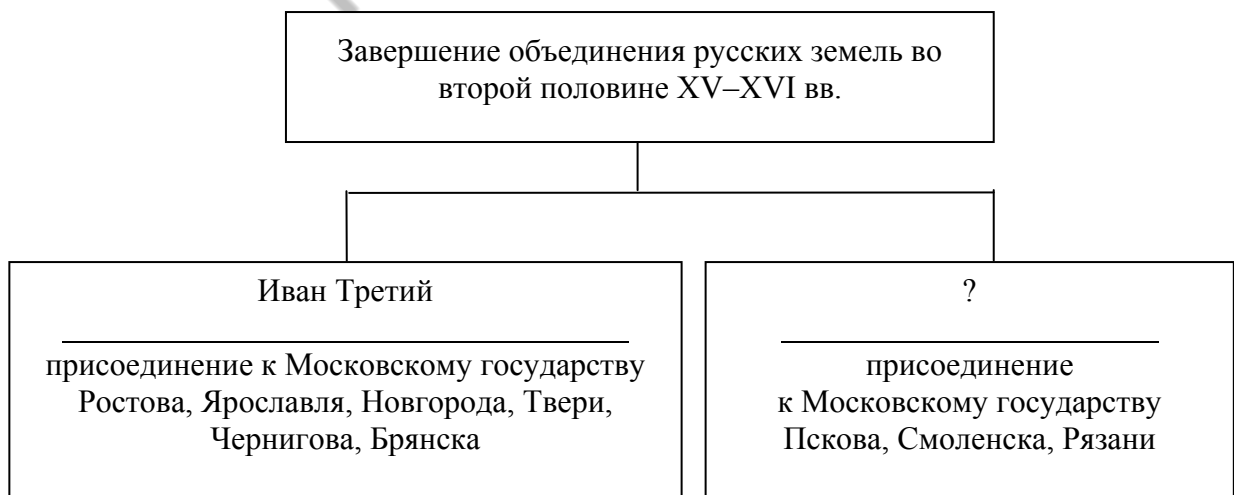 Завершение объединения русских земель во
второй половине XV–XVI вв.
Иван Третий
присоединение к Московскому государству
Ростова, Ярославля, Новгорода, Твери,
Чернигова, Брянска
?
присоединение
к Московскому государству
Пскова, Смоленска, Рязани